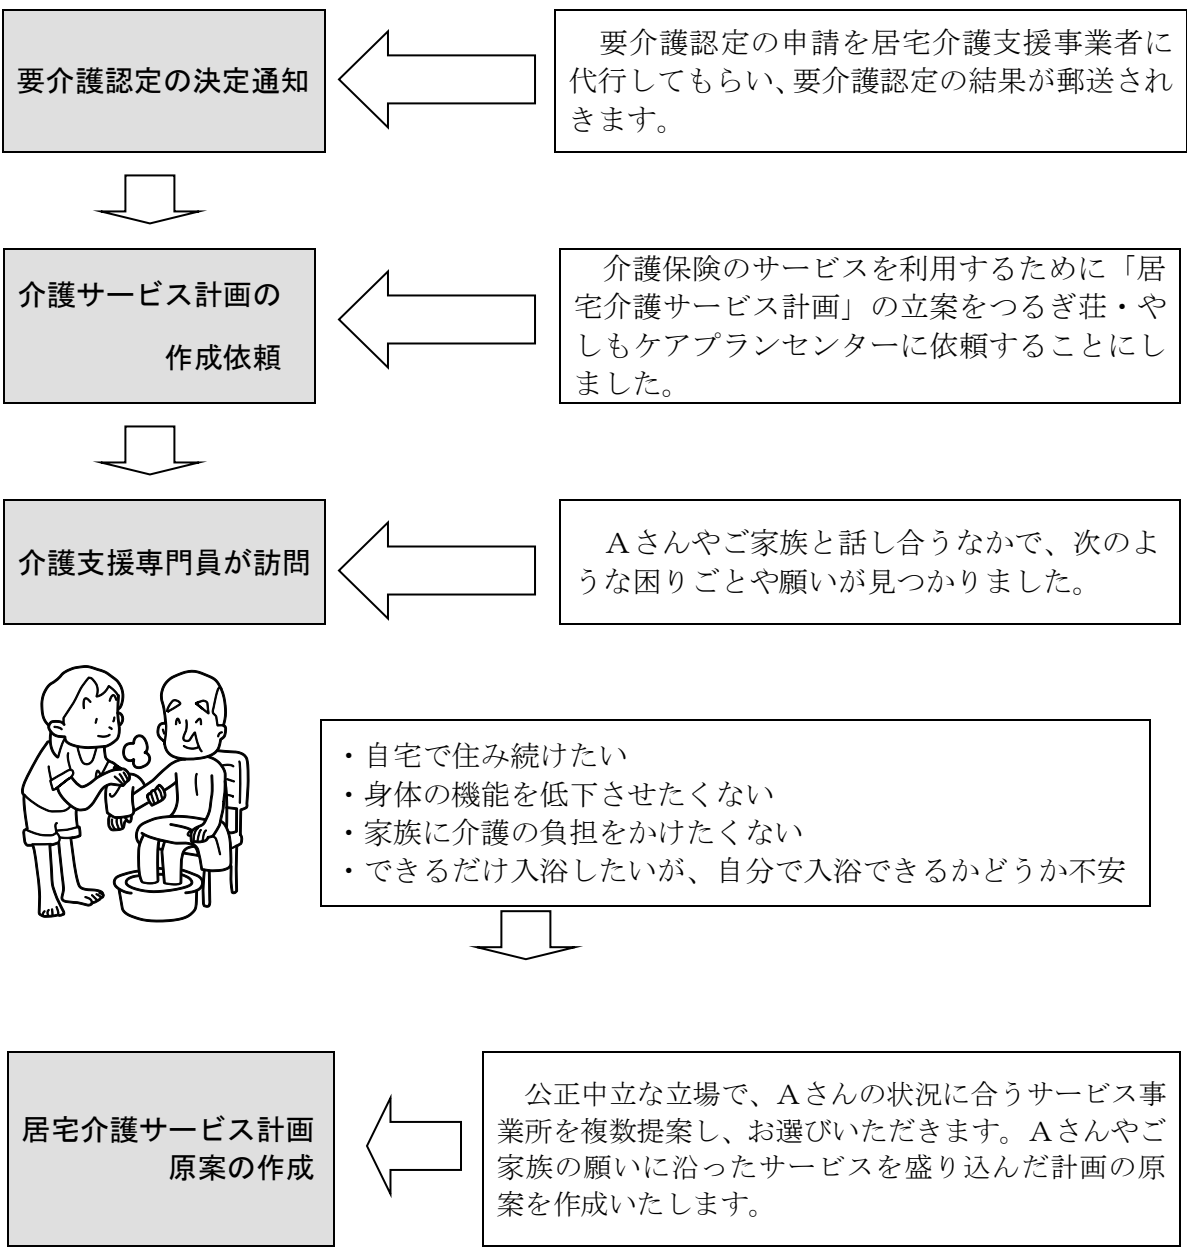 要介護認定の決定通知
　要介護認定の申請を居宅介護支援事業者に
代行してもらい、要介護認定の結果が郵送され
きます。
介護サービス計画の
作成依頼
　介護保険のサービスを利用するために「居
宅介護サービス計画」の立案をつるぎ荘・や
しもケアプランセンターに依頼することにし
ました。
介護支援専門員が訪問
　Ａさんやご家族と話し合うなかで、次のよ
うな困りごとや願いが見つかりました。
・自宅で住み続けたい
・身体の機能を低下させたくない
・家族に介護の負担をかけたくない
・できるだけ入浴したいが、自分で入浴できるかどうか不安
居宅介護サービス計画
原案の作成
　公正中立な立場で、Ａさんの状況に合うサービス事
業所を複数提案し、お選びいただきます。Ａさんやご
家族の願いに沿ったサービスを盛り込んだ計画の原
案を作成いたします。